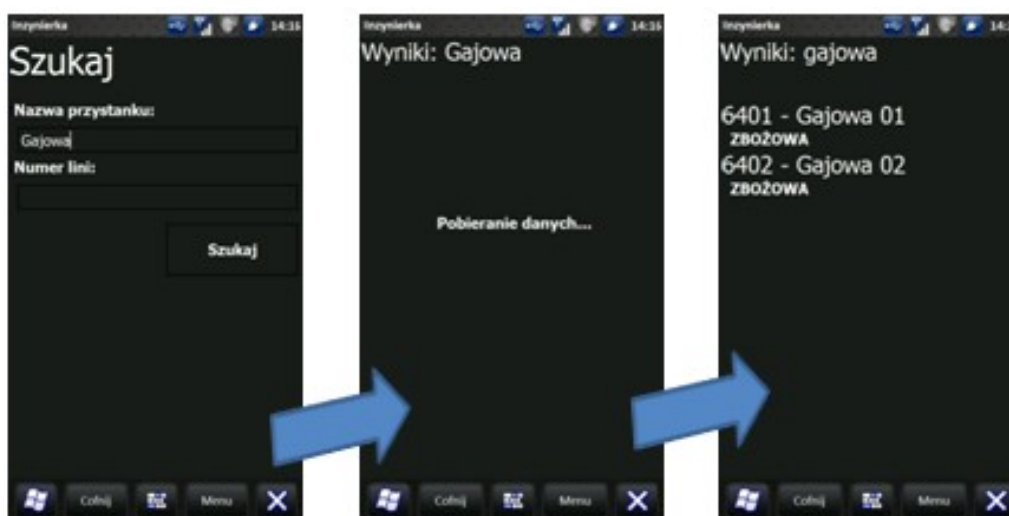 Inzynierka
14:16
Szukaj
Nazwa przystanku:
Gajowa
Numer lini:
Szukaj
Cofnij
Menu
Inzynierka
14:16
Wyniki: Gajowa
Pobieranie danych...
Cofnij
Menu
Inzynierka
14:
Wyniki: gajowa
6401 - Gajowa 01
ZBOŻOWA
6402 - Gajowa 02
ZBOŻOWA
Cofnij
Menu